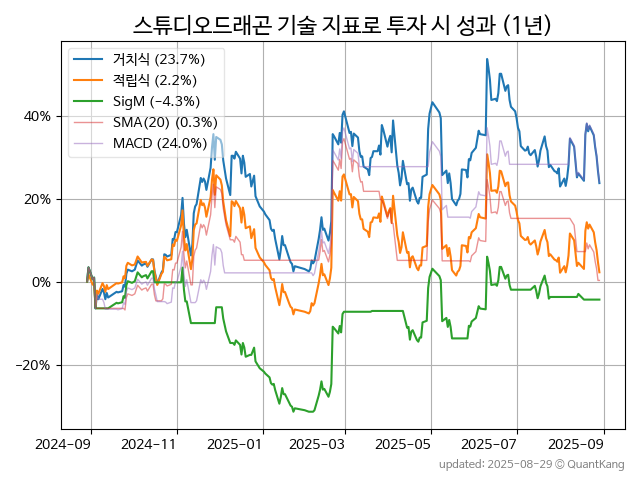 스튜디오드래곤 기술 지표로 투자 시 성과 (1년)
거치식 (23.7%)
적립식 (2.2%)
SigM (−4.3%)
SMA(20) (0.3%)
MACD (24.0%)
40%
20%
0%
−20%
2024-09 2024-11 2025-01 2025-03 2025-05 2025-07 2025-09
updated: 2025-08-29 © QuantKang